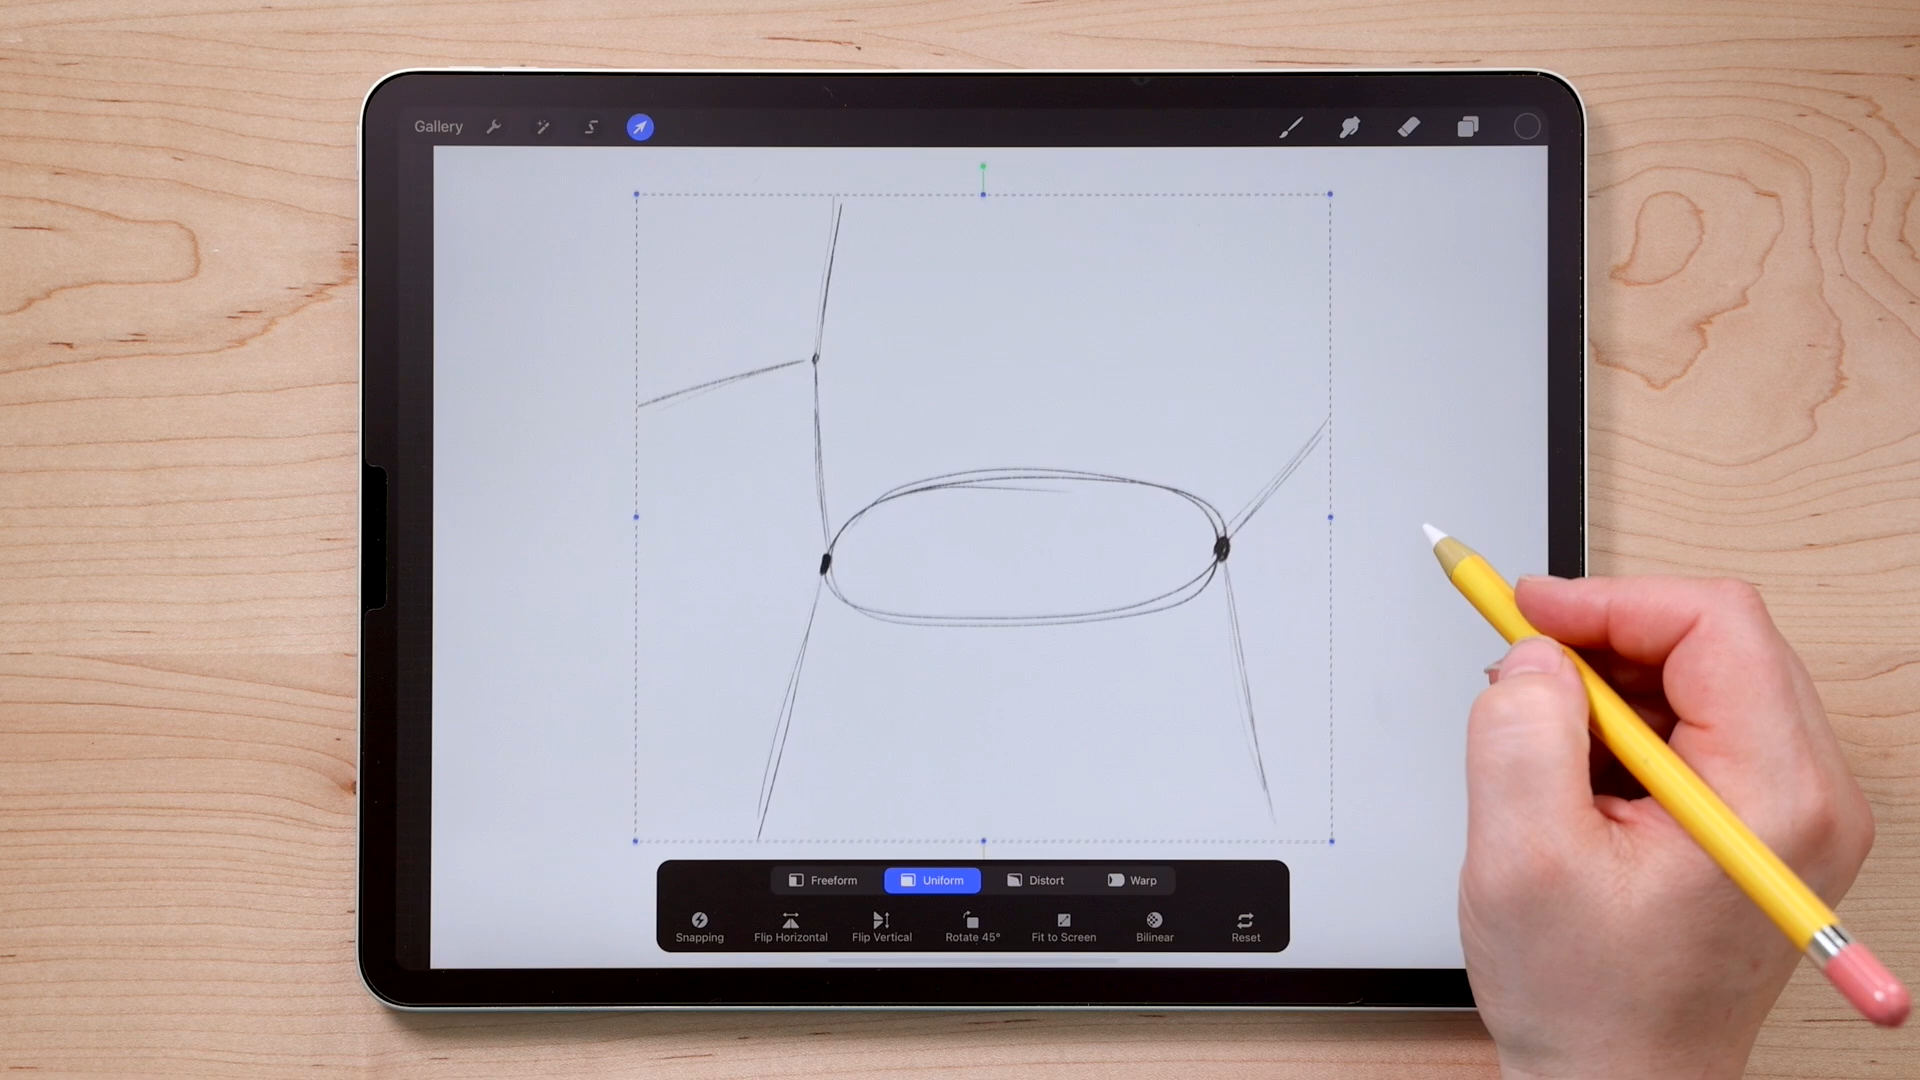 Gallery
Freeform Uniform Distort Warp
Snapping Flip Horizontal Flip Vertical Rotate 45° Fit to Screen Bilinear Reset